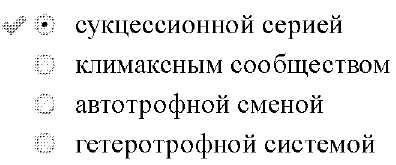 сукцессионной серией
климаксным сообществом
автотрофной сменой
гетеротрофной системой